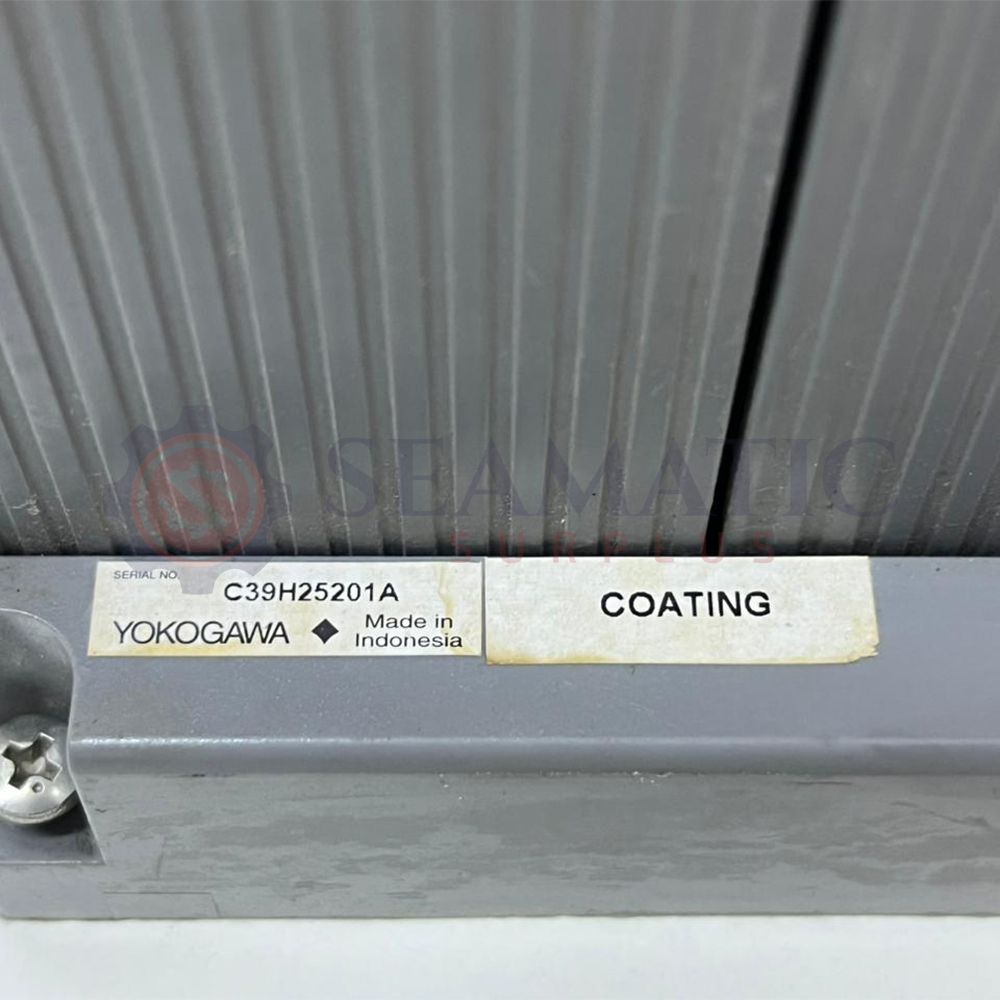 SEAMATIC
SURPLUS
SERIAL NO.
C39H25201A
YOKOGAWA ◆ Made in
Indonesia
COATING